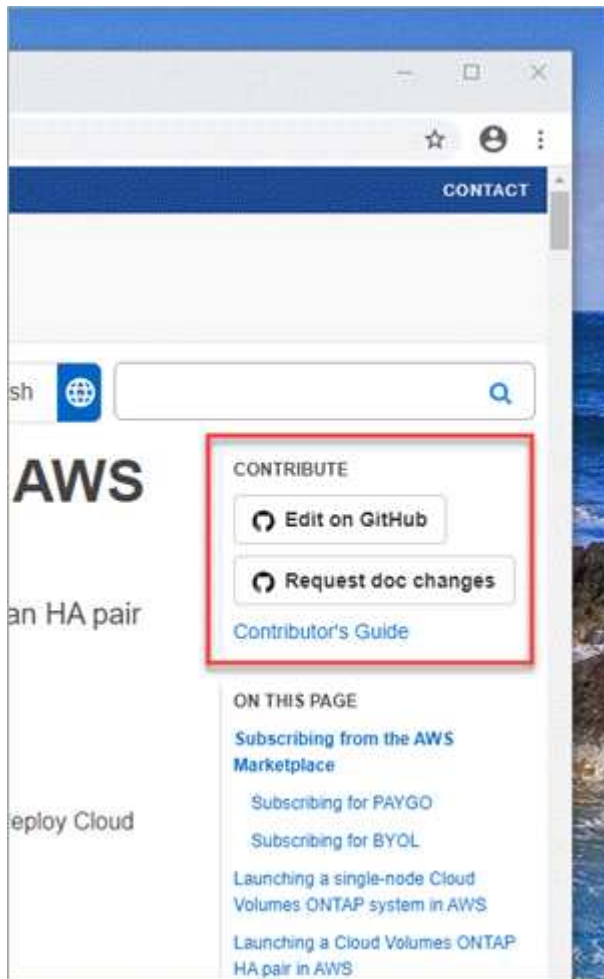 CONTACT
sh
AWS
CONTRIBUTE
Edit on GitHub
Request doc changes
an HA pair
Contributor's Guide
ON THIS PAGE
Subscribing from the AWS
Marketplace
Subscribing for PAYGO
eploy Cloud
Subscribing for BYOL
Launching a single-node Cloud
Volumes ONTAP system in AWS
Launching a Cloud Volumes ONTAP
HA pair in AWS